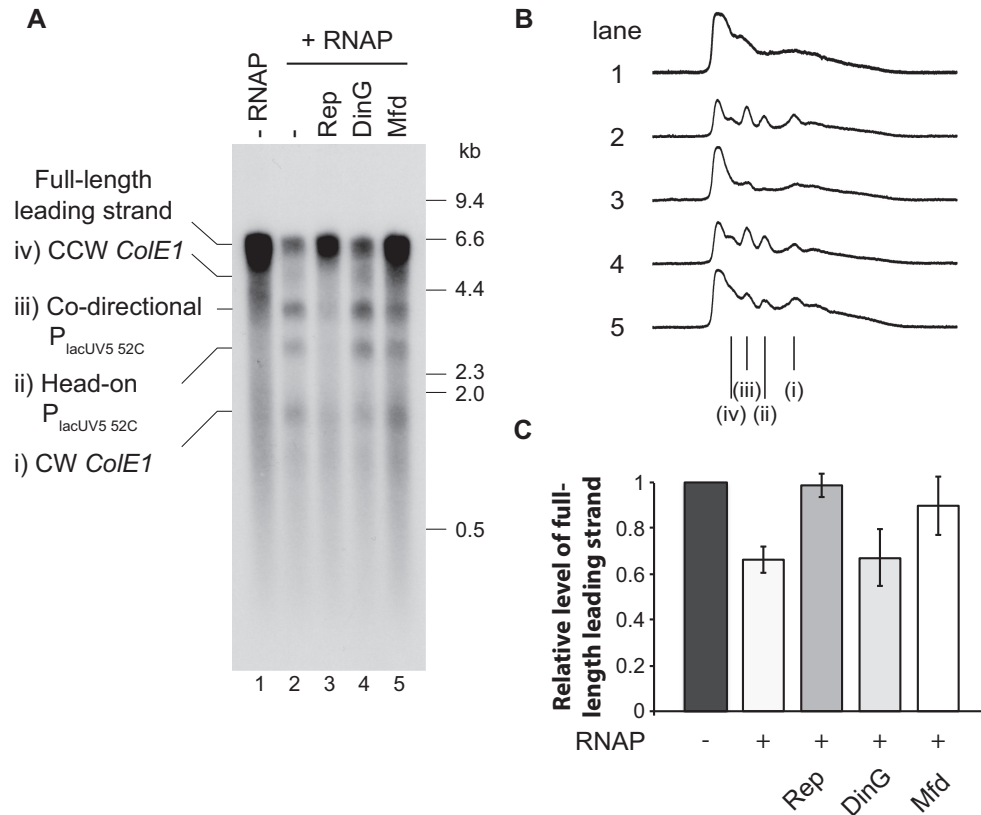 A
+ RNAP
- RNAP
-
Rep
DinG
Mfd
kb
Full-length
leading strand
iv) CCW ColE1
iii) Co-directional
PlacUV5 52C
ii) Head-on
PlacUV5 52C
i) CW ColE1
9.4
6.6
4.4
2.3
2.0
0.5
1 2 3 4 5
B
lane
1
2
3
4
5
(iii) (i)
(iv) (ii)
C
Relative level of full-
length leading strand
1
0.8
0.6
0.4
0.2
0
RNAP - + + + +
Rep
DinG
Mfd